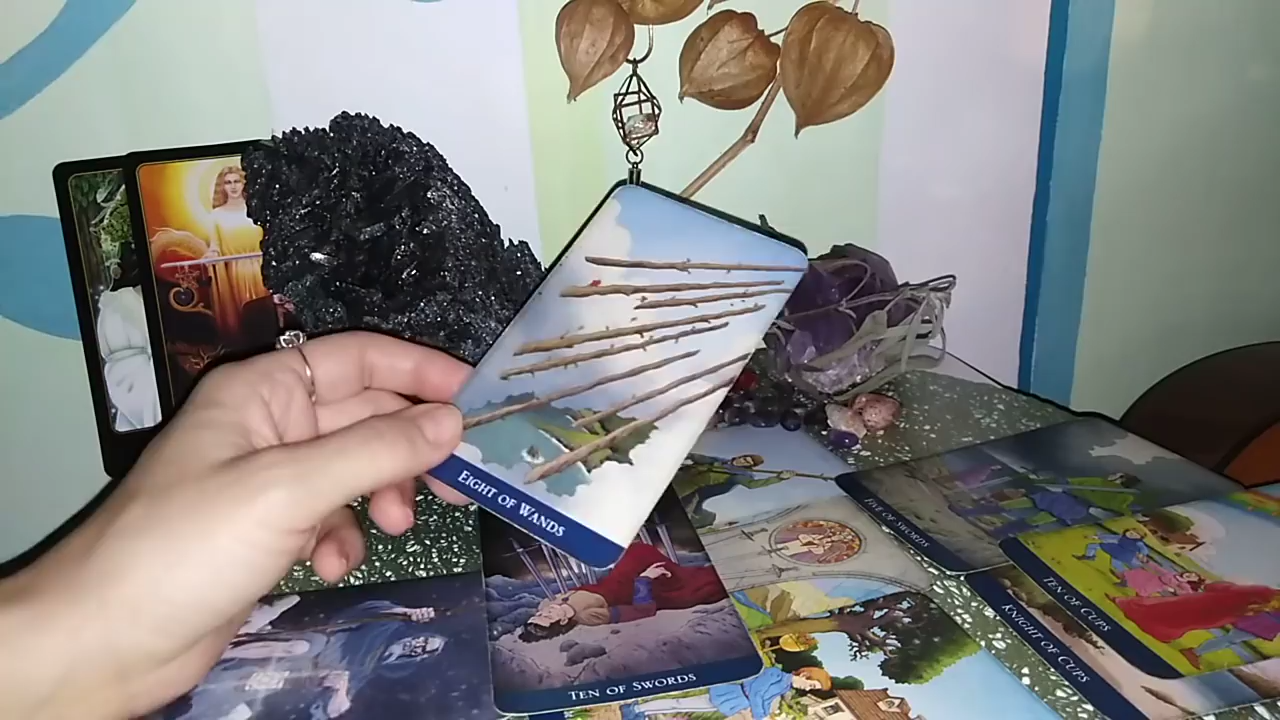 EIGHT OF WANDS
FIVE OF SWORDS
TEN OF CUPS
KNIGHT OF CUPS
TEN OF SWORDS